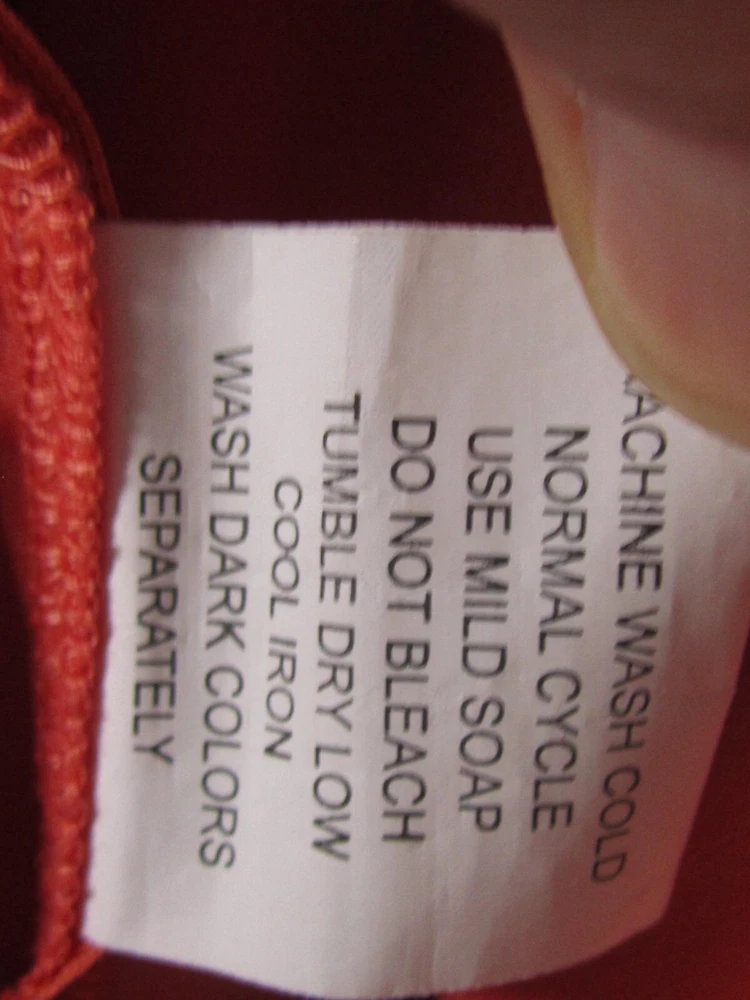 MACHINE WASH COLD
NORMAL CYCLE
USE MILD SOAP
DO NOT BLEACH
TUMBLE DRY LOW
COOL IRON
WASH DARK COLORS
SEPARATELY